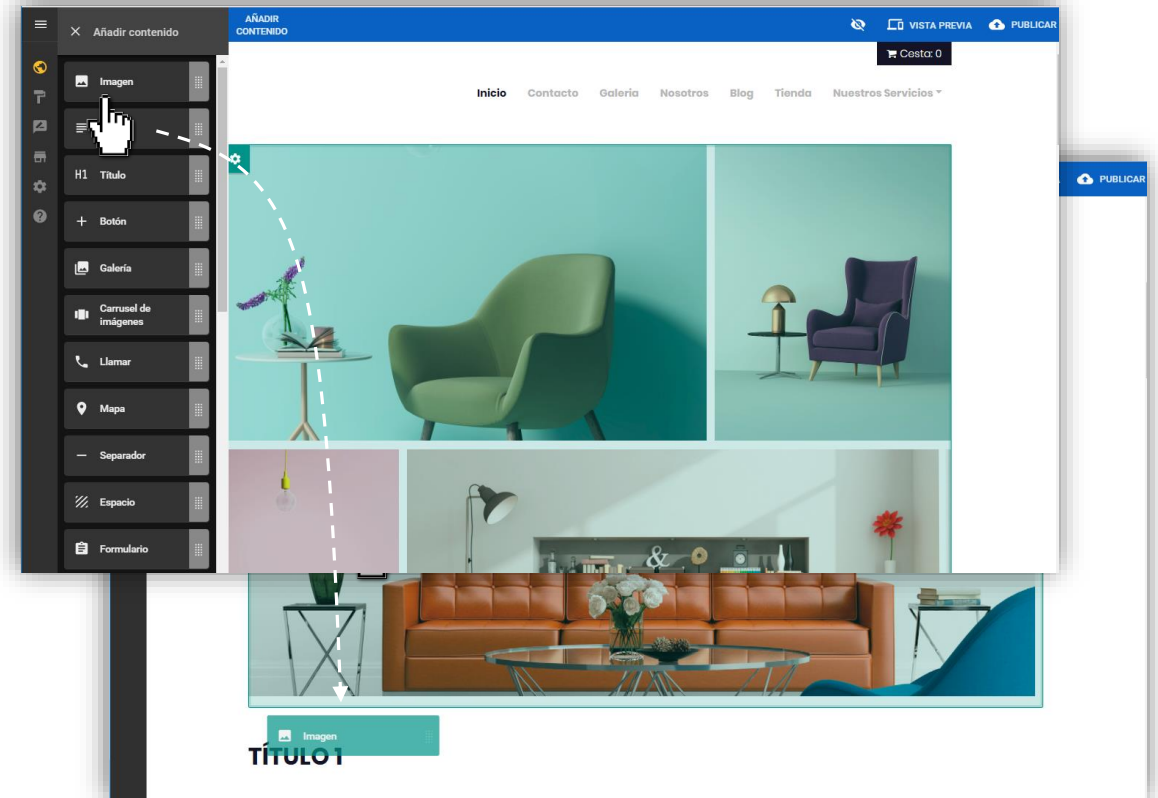 AÑADIR
CONTENIDO
VISTA PREVIA
PUBLICAR
Añadir contenido
Cesta: 0
Inicio Contacto Galeria Nosotros Blog Tienda Nuestros Servicios
Imagen
H1 Título
Botón
Galería
Carrusel de
imágenes
Llamar
Mapa
Separador
Espacio
Formulario
&
PUBLICAR
Imagen
TÍTULO 1